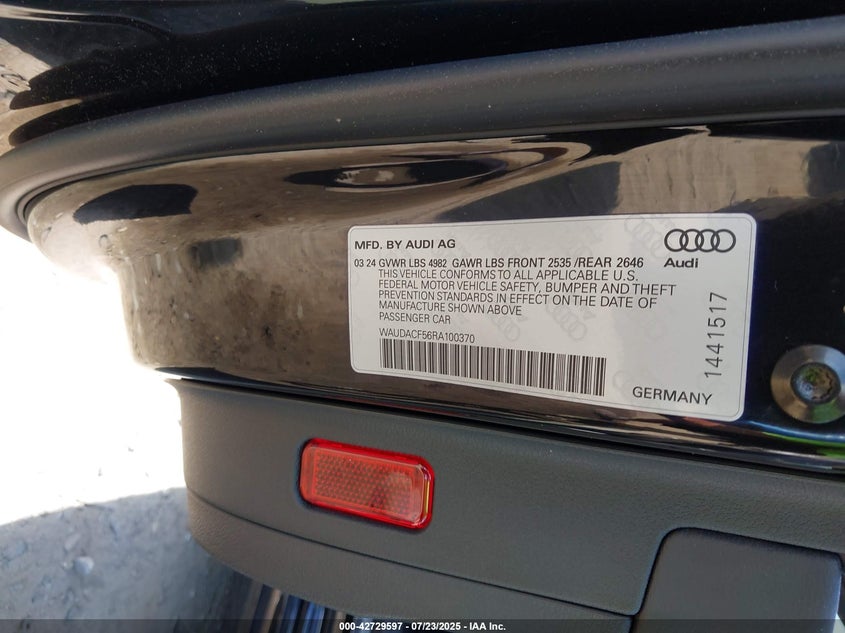 MFD. BY AUDI AG
03 24 GVWR LBS 4982 GAWR LBS FRONT 2535 /REAR 2646
THIS VEHICLE CONFORMS TO ALL APPLICABLE U.S.
FEDERAL MOTOR VEHICLE SAFETY, BUMPER AND THEFT
PREVENTION STANDARDS IN EFFECT ON THE DATE OF
MANUFACTURE SHOWN ABOVE
PASSENGER CAR
WAUDACF56RA100370
Audi
1441517
GERMANY
000-42729597 - 07/23/2025 - IAA Inc.